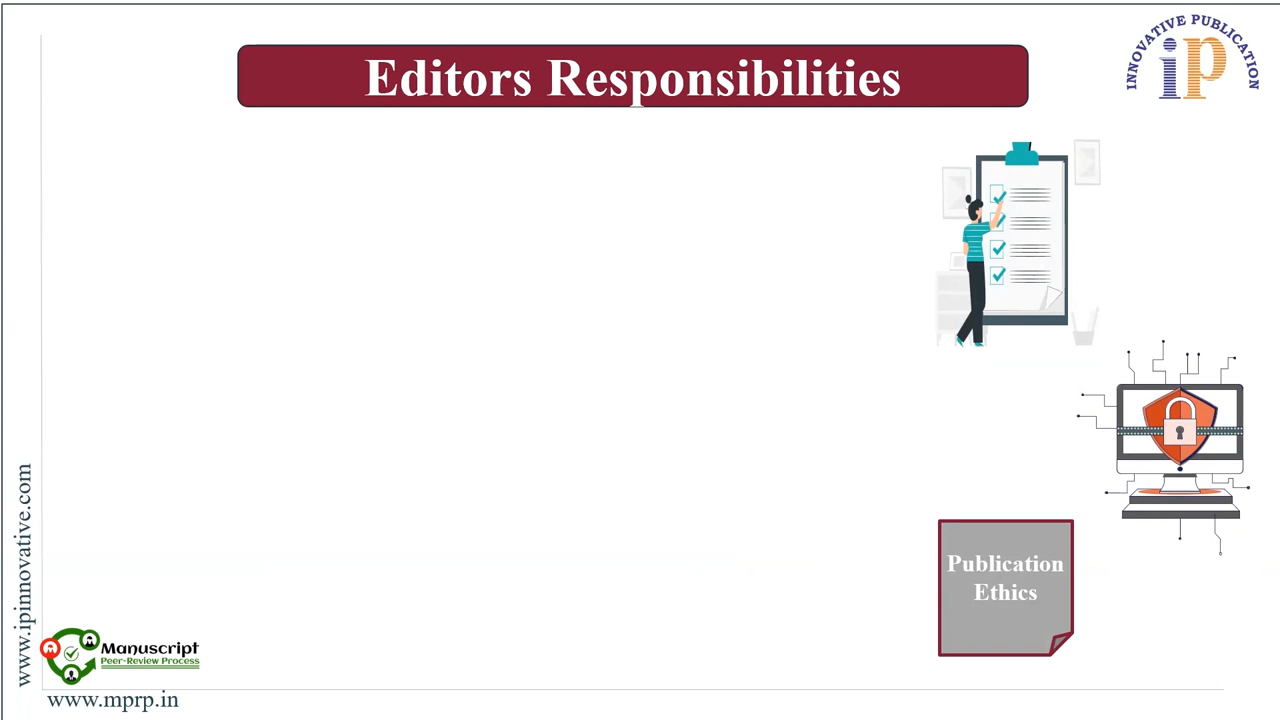 Editors Responsibilities
INNOVATIVE PUBLICATION
iP
Publication
Ethics
www.ipinnovative.com
Manuscript
Peer-Review Process
www.mprp.in